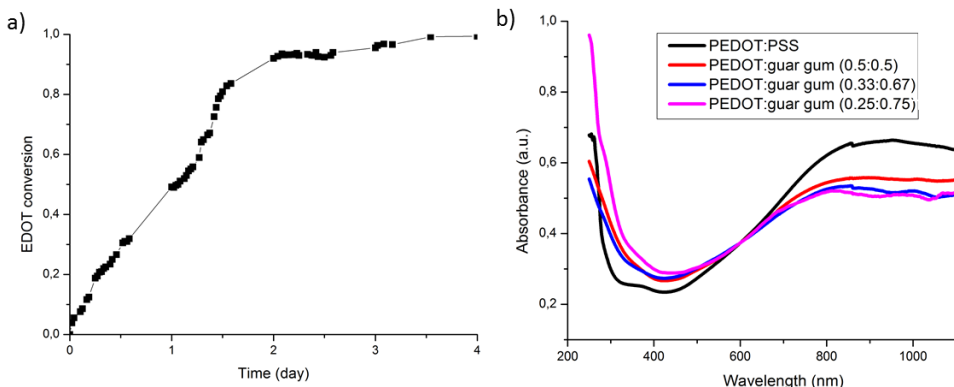 a)
EDOT conversion
1,0
0,8
0,6
0,4
0,2
0,0
0 1 2 3 4
Time (day)
b)
PEDOT:PSS
PEDOT:guar gum (0.5:0.5)
PEDOT:guar gum (0.33:0.67)
PEDOT:guar gum (0.25:0.75)
Absorbance (a.u.)
1,0
0,8
0,6
0,4
0,2
200 400 600 800 1000
Wavelength (nm)